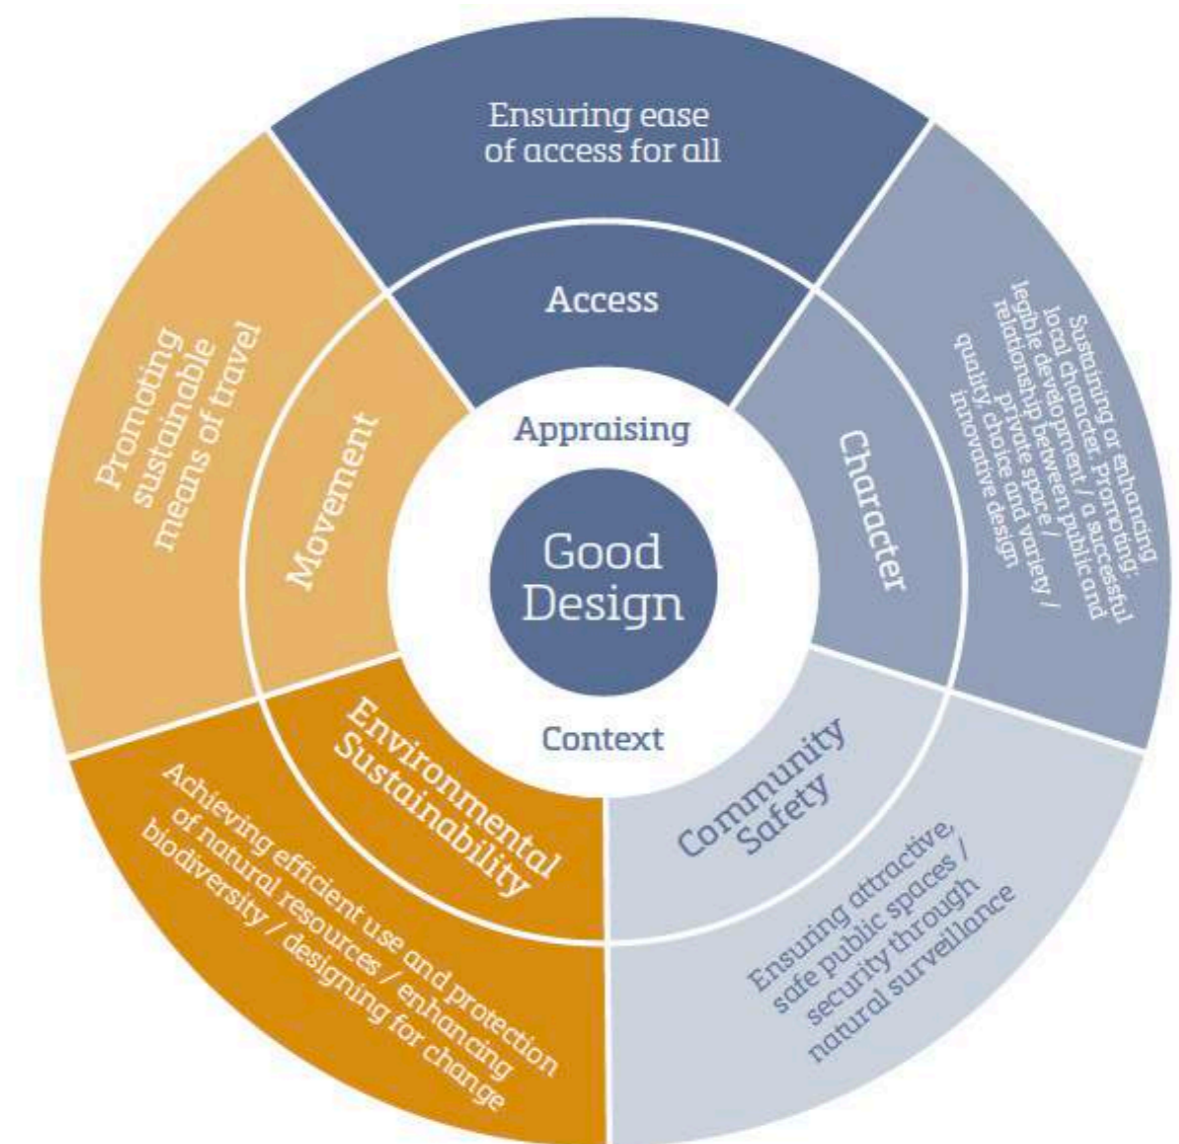 Ensuring ease
of access for all
Access
Appraising
Good
Design
Context
Sustaining or enhancing
local character. Promoting:
legible development / a successful
relationship between public and
private space /
quality, choice and variety /
innovative design
Character
Community
Safety
Ensuring attractive,
safe public spaces /
security through
natural surveillance
Environmental
Sustainability
Achieving efficient use and protection
of natural resources / enhancing
biodiversity / designing for change
Movement
Promoting
sustainable
means of travel